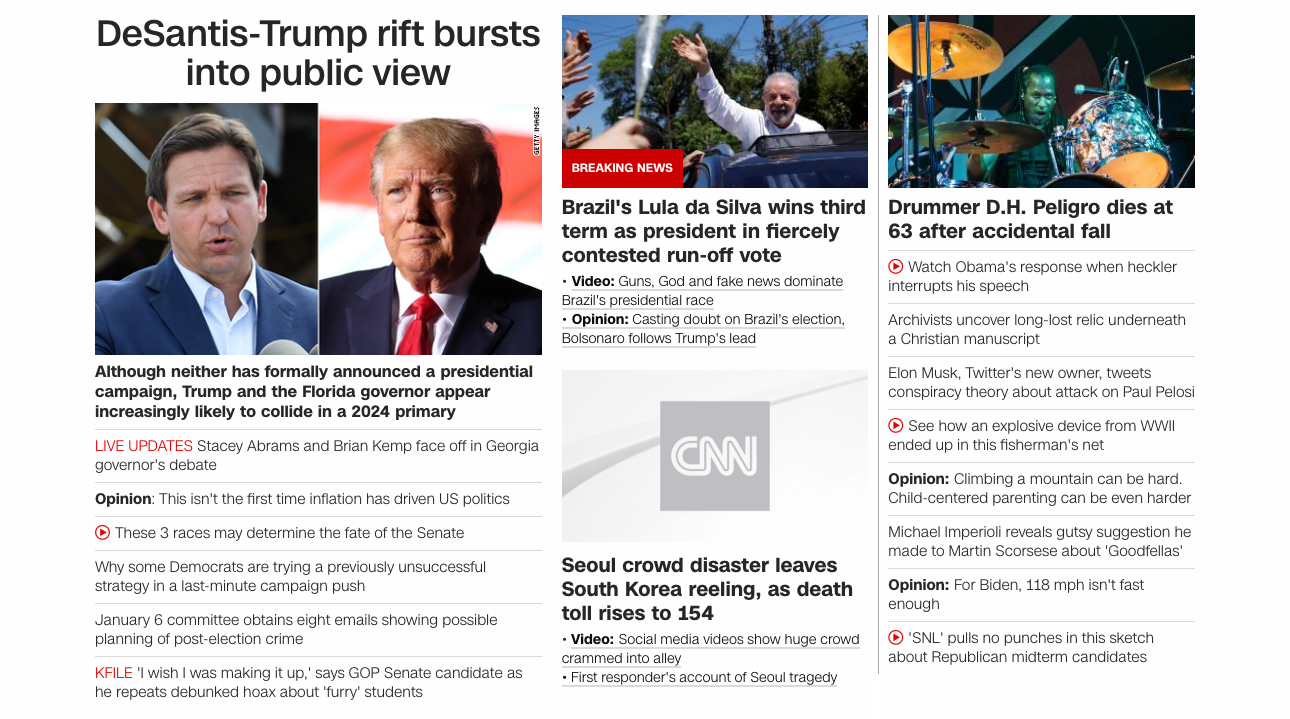 DeSantis-Trump rift bursts
into public view
GETTY IMAGES
Although neither has formally announced a presidential
campaign, Trump and the Florida governor appear
increasingly likely to collide in a 2024 primary
LIVE UPDATES Stacey Abrams and Brian Kemp face off in Georgia
governor's debate
Opinion: This isn't the first time inflation has driven US politics
These 3 races may determine the fate of the Senate
Why some Democrats are trying a previously unsuccessful
strategy in a last-minute campaign push
January 6 committee obtains eight emails showing possible
planning of post-election crime
KFILE 'I wish I was making it up,' says GOP Senate candidate as
he repeats debunked hoax about 'furry' students
BREAKING NEWS
Brazil's Lula da Silva wins third
term as president in fiercely
contested run-off vote
• Video: Guns, God and fake news dominate
Brazil's presidential race
• Opinion: Casting doubt on Brazil's election,
Bolsonaro follows Trump's lead
CNN
Seoul crowd disaster leaves
South Korea reeling, as death
toll rises to 154
• Video: Social media videos show huge crowd
crammed into alley
• First responder's account of Seoul tragedy
Drummer D.H. Peligro dies at
63 after accidental fall
Watch Obama's response when heckler
interrupts his speech
Archivists uncover long-lost relic underneath
a Christian manuscript
Elon Musk, Twitter's new owner, tweets
conspiracy theory about attack on Paul Pelosi
See how an explosive device from WWII
ended up in this fisherman's net
Opinion: Climbing a mountain can be hard.
Child-centered parenting can be even harder
Michael Imperioli reveals gutsy suggestion he
made to Martin Scorsese about 'Goodfellas'
Opinion: For Biden, 118 mph isn't fast
enough
'SNL' pulls no punches in this sketch
about Republican midterm candidates